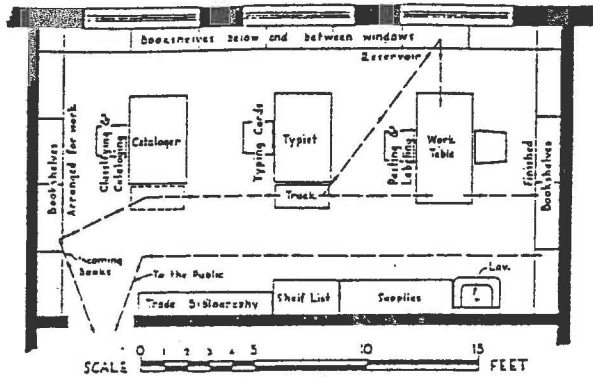 Bookshelves below and between windows
Reservoir
Bookshelves
Arranged for work
Classifying &
Cataloging
Cataloger
Typing Cards
Typist
Pasting &
Labeling
Work
Table
Finished
Bookshelves
Truck
Incoming
Books
To the Public
Lav.
Trade Bibliography
Shelf List
Supplies
SCALE 0 1 2 3 4 5 10 15 FEET